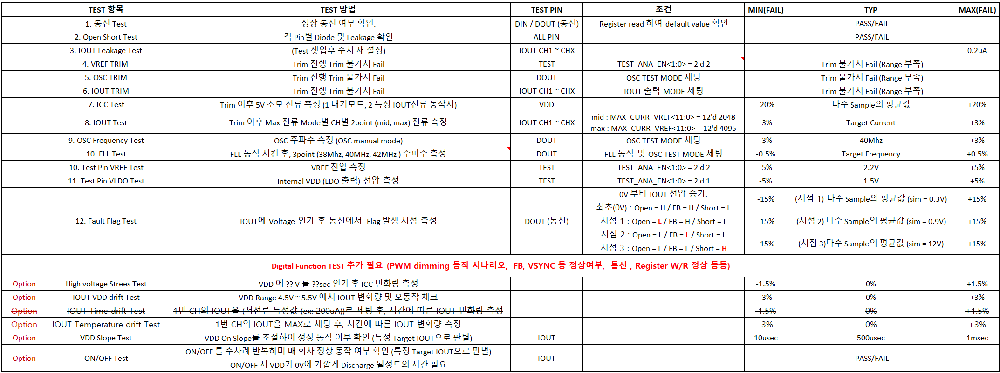 TEST 항목 TEST 방법 TEST PIN 조건 MIN(FAIL) TYP MAX(FAIL)
1. 통신 Test 정상 통신 여부 확인. DIN / DOUT (통신) Register read 하여 default value 확인 PASS/FAIL
2. Open Short Test 각 Pin별 Diode 및 Leakage 확인 ALL PIN PASS/FAIL
3. IOUT Leakage Test (Test 셋업후 수치 재 설정) IOUT CH1 ~ CHX 0.2uA
4. VREF TRIM Trim 진행 Trim 불가시 Fail TEST TEST_ANA_EN<1:0> = 2'd 2 Trim 불가시 Fail (Range 부족)
5. OSC TRIM Trim 진행 Trim 불가시 Fail DOUT OSC TEST MODE 세팅 Trim 불가시 Fail (Range 부족)
6. IOUT TRIM Trim 진행 Trim 불가시 Fail IOUT CH1 ~ CHX IOUT 출력 MODE 세팅 Trim 불가시 Fail (Range 부족)
7. ICC Test Trim 이후 5V 소모 전류 측정 (1 대기모드, 2 특정 IOUT전류 동작시) VDD -20% 다수 Sample의 평균값 +20%
8. IOUT Test Trim 이후 Max 전류 Mode별 CH별 2point (mid, max) 전류 측정 IOUT CH1 ~ CHX mid : MAX_CURR_VREF<11:0> = 12'd 2048
max : MAX_CURR_VREF<11:0> = 12'd 4095 -3% Target Current +3%
9. OSC Frequency Test OSC 주파수 측정 (OSC manual mode) DOUT OSC TEST MODE 세팅 -3% 40Mhz +3%
10. FLL Test FLL 동작 시킨 후, 3point (38Mhz, 40MHz, 42MHz ) 주파수 측정 DOUT FLL 동작 및 OSC TEST MODE 세팅 -0.5% Target Frequency +0.5%
10. Test Pin VREF Test VREF 전압 측정 TEST TEST_ANA_EN<1:0> = 2'd 2 -5% 2.2V +5%
11. Test Pin VLDO Test Internal VDD (LDO 출력) 전압 측정 TEST TEST_ANA_EN<1:0> = 2'd 1 -5% 1.5V +5%
12. Fault Flag Test IOUT에 Voltage 인가 후 통신에서 Flag 발생 시점 측정 DOUT (통신)
0V 부터 IOUT 전압 증가.
최초(0V) : Open = H / FB = H / Short = L
시점 1 : Open = L / FB = H / Short = L
시점 2 : Open = L / FB = L / Short = L
시점 3 : Open = L / FB = L / Short = H
-15% (시점 1) 다수 Sample의 평균값 (sim = 0.3V) +15%
-15% (시점 2) 다수 Sample의 평균값 (sim = 0.9V) +15%
-15% (시점 3)다수 Sample의 평균값 (sim = 12V) +15%
Digital Function TEST 추가 필요 (PWM dimming 동작 시나리오, FB, VSYNC 등 정상여부, 통신 , Register W/R 정상 등등)
Option High voltage Strees Test VDD 에 ?? V 를 ??sec 인가 후 ICC 변화량 측정 -1.5% 0% +1.5%
Option IOUT VDD drift Test VDD Range 4.5V ~ 5.5V 에서 IOUT 변화량 및 오동작 체크 -3% 0% +3%
Option IOUT Time drift Test 1번 CH의 IOUT을 (저전류 특정값 (ex: 200uA))로 세팅 후, 시간에 따른 IOUT 변화량 측정 -1.5% 0% +1.5%
Option IOUT Temperature drift Test 1번 CH의 IOUT을 MAX로 세팅 후, 시간에 따른 IOUT 변화량 측정 -3% 0% +3%
Option VDD Slope Test VDD On Slope를 조절하여 정상 동작 여부 확인 (특정 Target IOUT으로 판별) IOUT 10usec 500usec 1msec
Option ON/OFF Test ON/OFF 를 수차례 반복하며 매 회차 정상 동작 여부 확인 (특정 Target IOUT으로 판별)
ON/OFF 시 VDD가 0V에 가깝게 Discharge 될정도의 시간 필요 IOUT PASS/FAIL